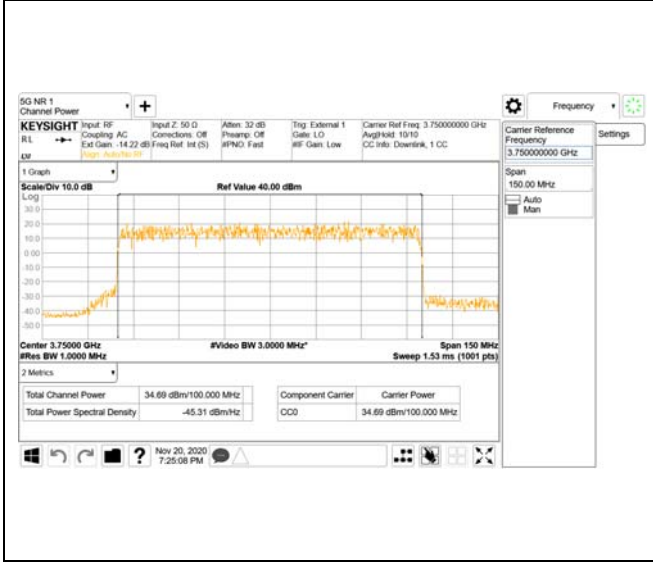 5G NR 1
Channel Power
Frequency
KEYSIGHT
Input: RF
Input Z: 50 Ω
Atten: 32 dB
Trig: External 1
Carrier Ref Freq: 3.750000000 GHz
RL
Coupling: AC
Corrections: Off
Preamp: Off
Gate: LO
Avg|Hold: 10/10
Ext Gain: -14.22 dB
Freq Ref: Int (S)
#PNO: Fast
#IF Gain: Low
CC Info: Downlink, 1 CC
Align: Auto/No RF
Carrier Reference
Frequency
3.750000000 GHz
Settings
Span
150.00 MHz
Auto
Man
1 Graph
Scale/Div 10.0 dB
Ref Value 40.00 dBm
Log
30.0
20.0
10.0
0.00
-10.0
-20.0
-30.0
-40.0
-50.0
Center 3.75000 GHz
#Video BW 3.0000 MHz*
Span 150 MHz
#Res BW 1.0000 MHz
Sweep 1.53 ms (1001 pts)
2 Metrics
Total Channel Power
34.69 dBm/100.000 MHz
Component Carrier
Carrier Power
Total Power Spectral Density
-45.31 dBm/Hz
CC0
34.69 dBm/100.000 MHz
Nov 20, 2020
7:25:08 PM